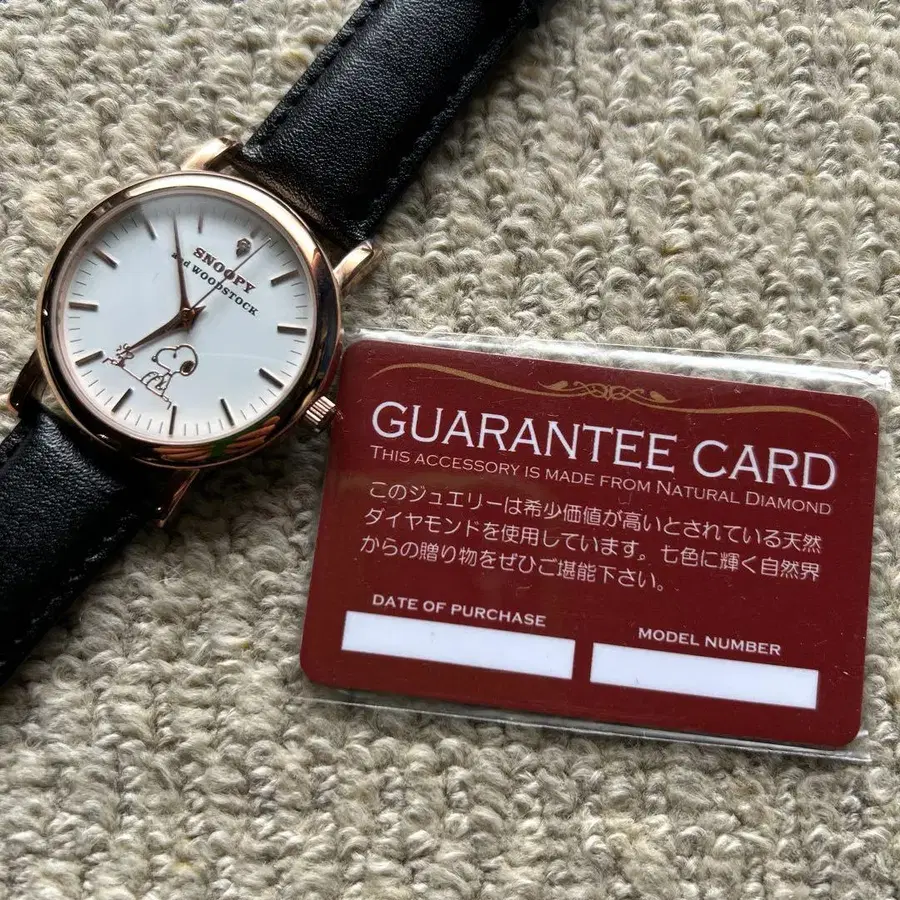 SNOOPY
and WOODSTOCK
GUARANTEE CARD
THIS ACCESSORY IS MADE FROM NATURAL DIAMOND
このジュエリーは希少価値が高いとされている天然
ダイヤモンドを使用しています。七色に輝く自然界
からの贈り物をぜひご堪能下さい。
DATE OF PURCHASE
MODEL NUMBER